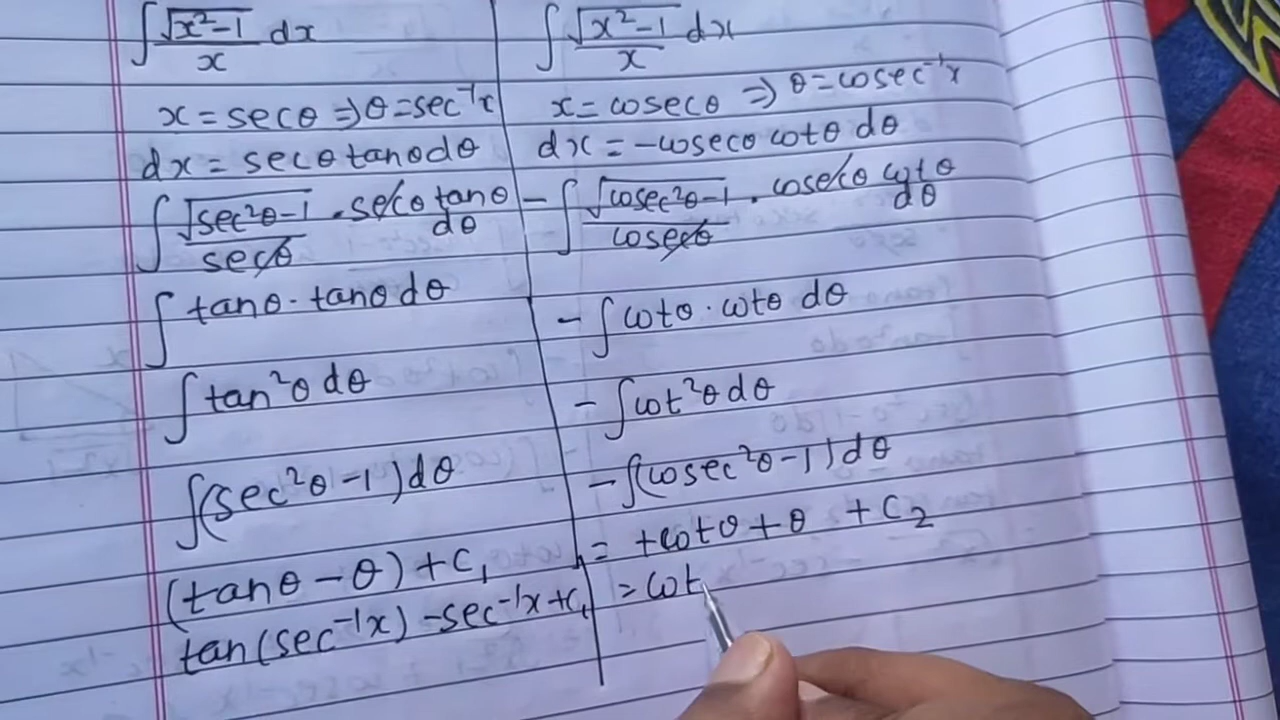 ∫ √(x²-1)/x dx
x = secθ ⇒ θ = sec⁻¹x
dx = secθ tanθ dθ
∫ √(sec²θ-1)/secθ · secθ tanθ dθ
∫ tanθ · tanθ dθ
∫ tan²θ dθ
∫(sec²θ - 1) dθ
(tanθ - θ) + C₁
tan(sec⁻¹x) - sec⁻¹x + C₁
∫ √(x²-1)/x dx
x = cosecθ ⇒ θ = cosec⁻¹x
dx = -cosecθ cotθ dθ
- ∫ √(cosec²θ-1)/cosecθ · cosecθ cotθ dθ
- ∫ cotθ · cotθ dθ
- ∫ cot²θ dθ
- ∫(cosec²θ - 1) dθ
= +cotθ + θ + C₂
= cot